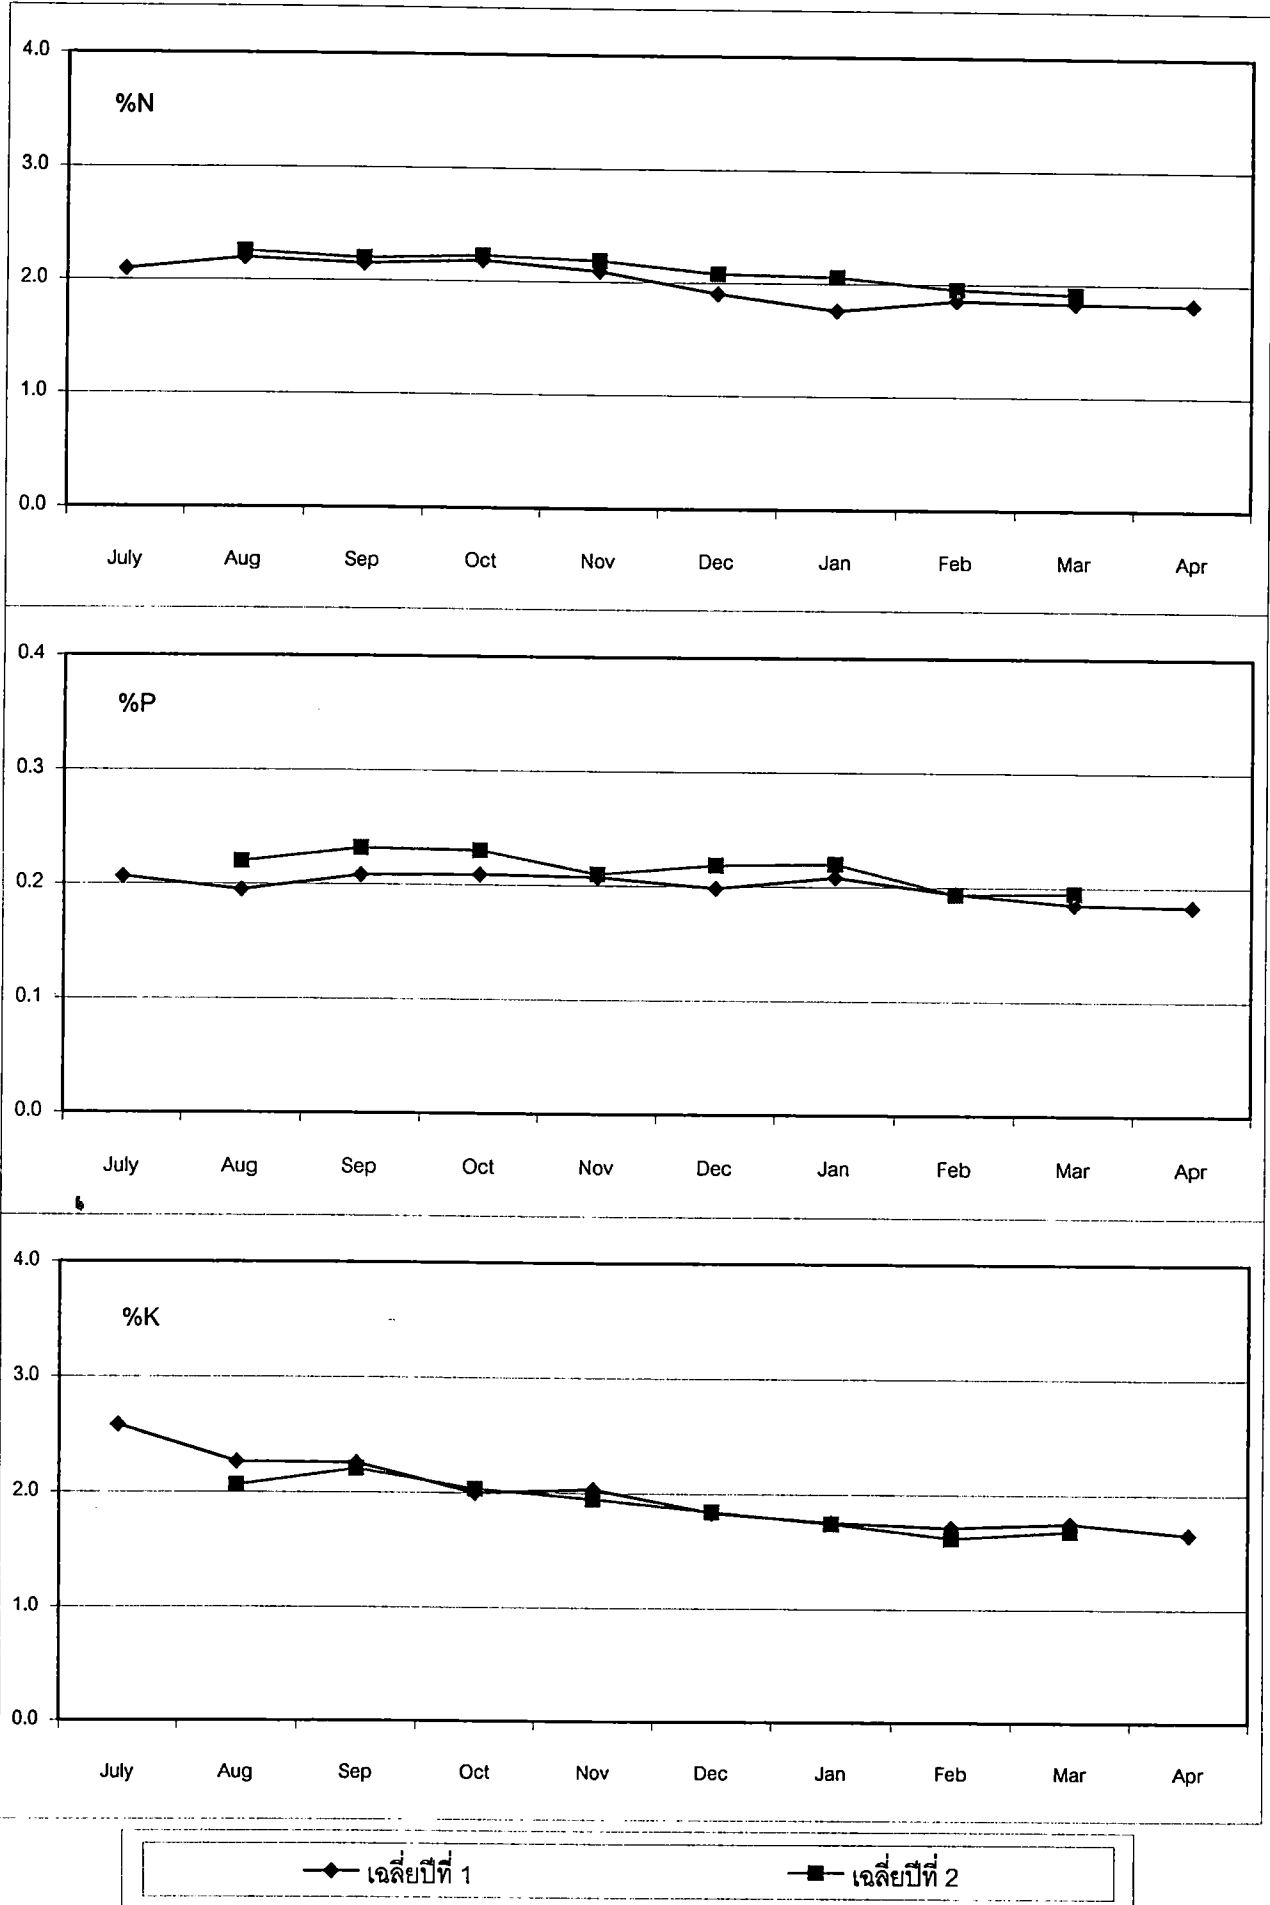 4.0
%N
3.0
2.0
1.0
0.0
July Aug Sep Oct Nov Dec Jan Feb Mar Apr
0.4
%P
0.3
0.2
0.1
0.0
July Aug Sep Oct Nov Dec Jan Feb Mar Apr
4.0
%K
3.0
2.0
1.0
0.0
July Aug Sep Oct Nov Dec Jan Feb Mar Apr
เฉลี่ยปีที่ 1 เฉลี่ยปีที่ 2